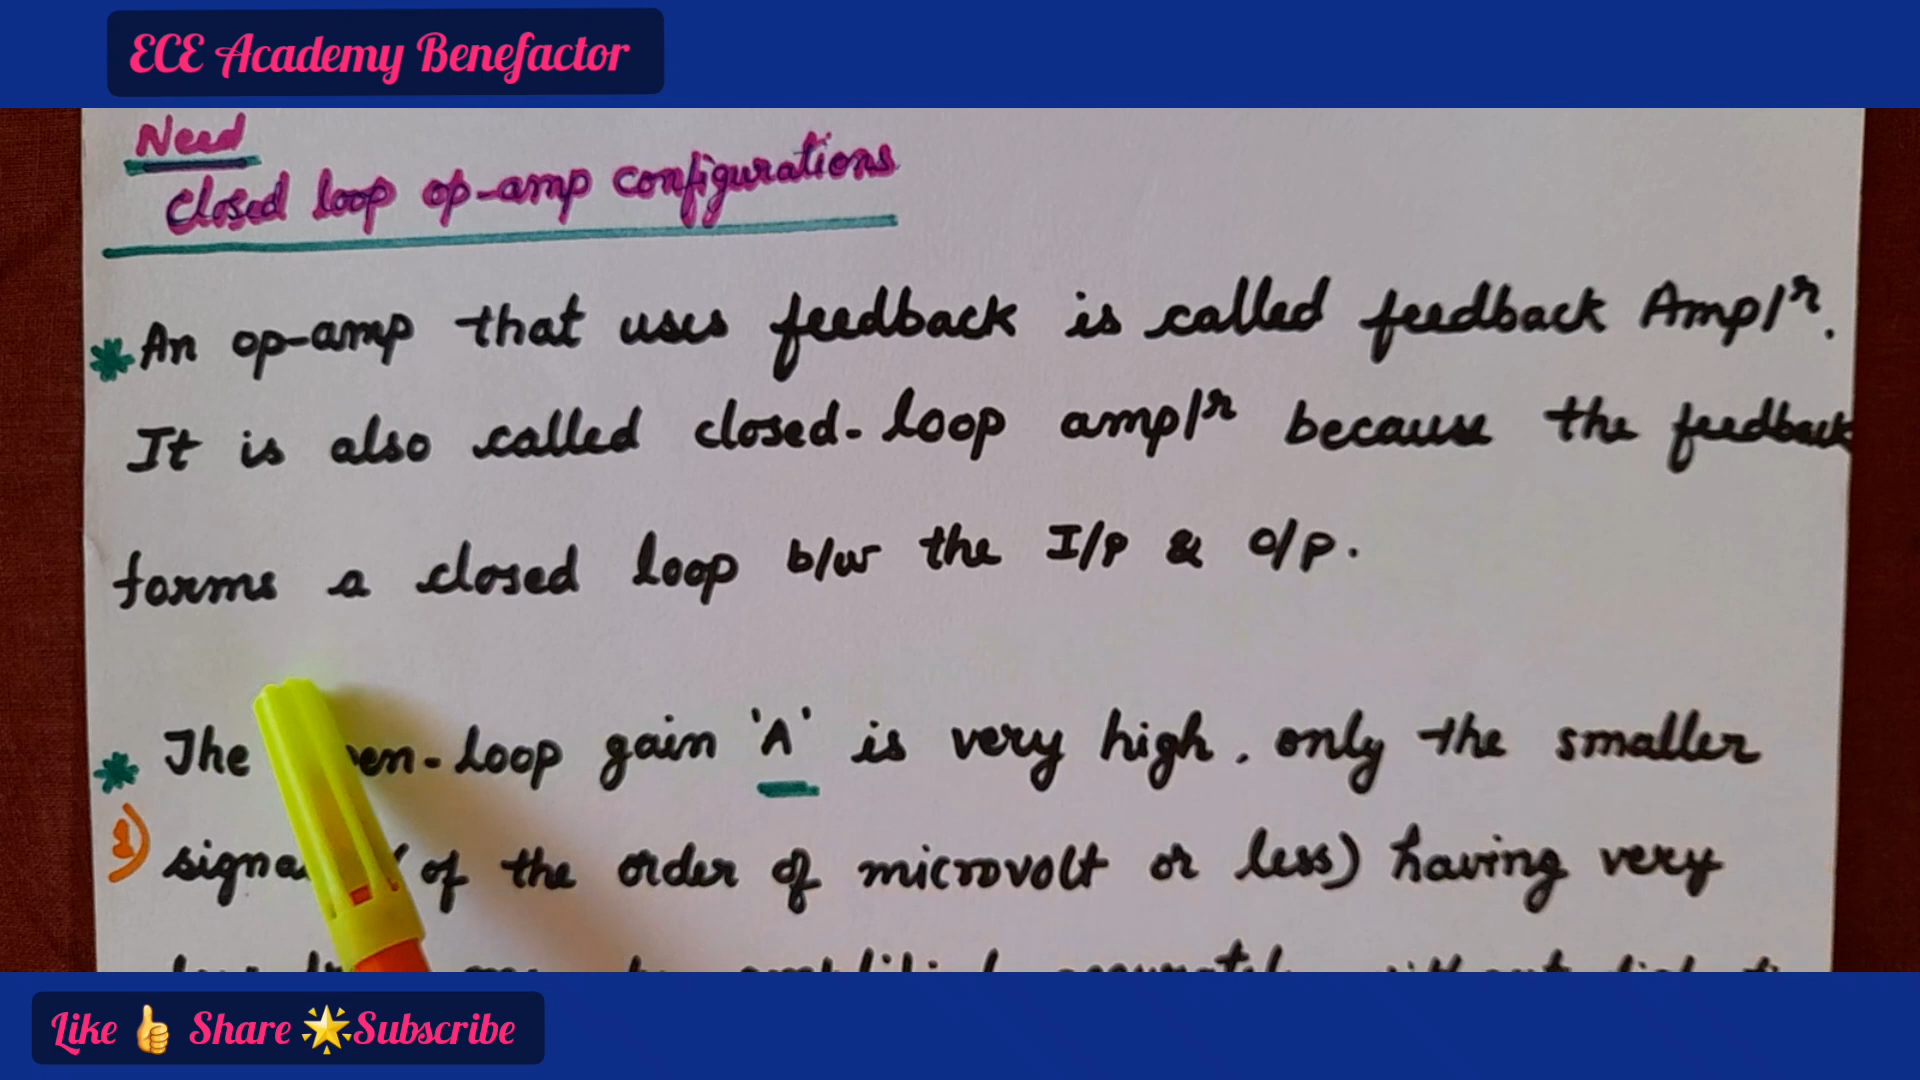 ECE Academy Benefactor
Need
Closed loop op-amp configurations
An op-amp that uses feedback is called feedback Ampl^r.
It is also called closed-loop ampl^r because the feedback
forms a closed loop b/w the I/p & o/p.
The en-loop gain 'A' is very high. only the smaller
1) signa (of the order of microvolt or less) having very
Like 👍 Share 🌟Subscribe